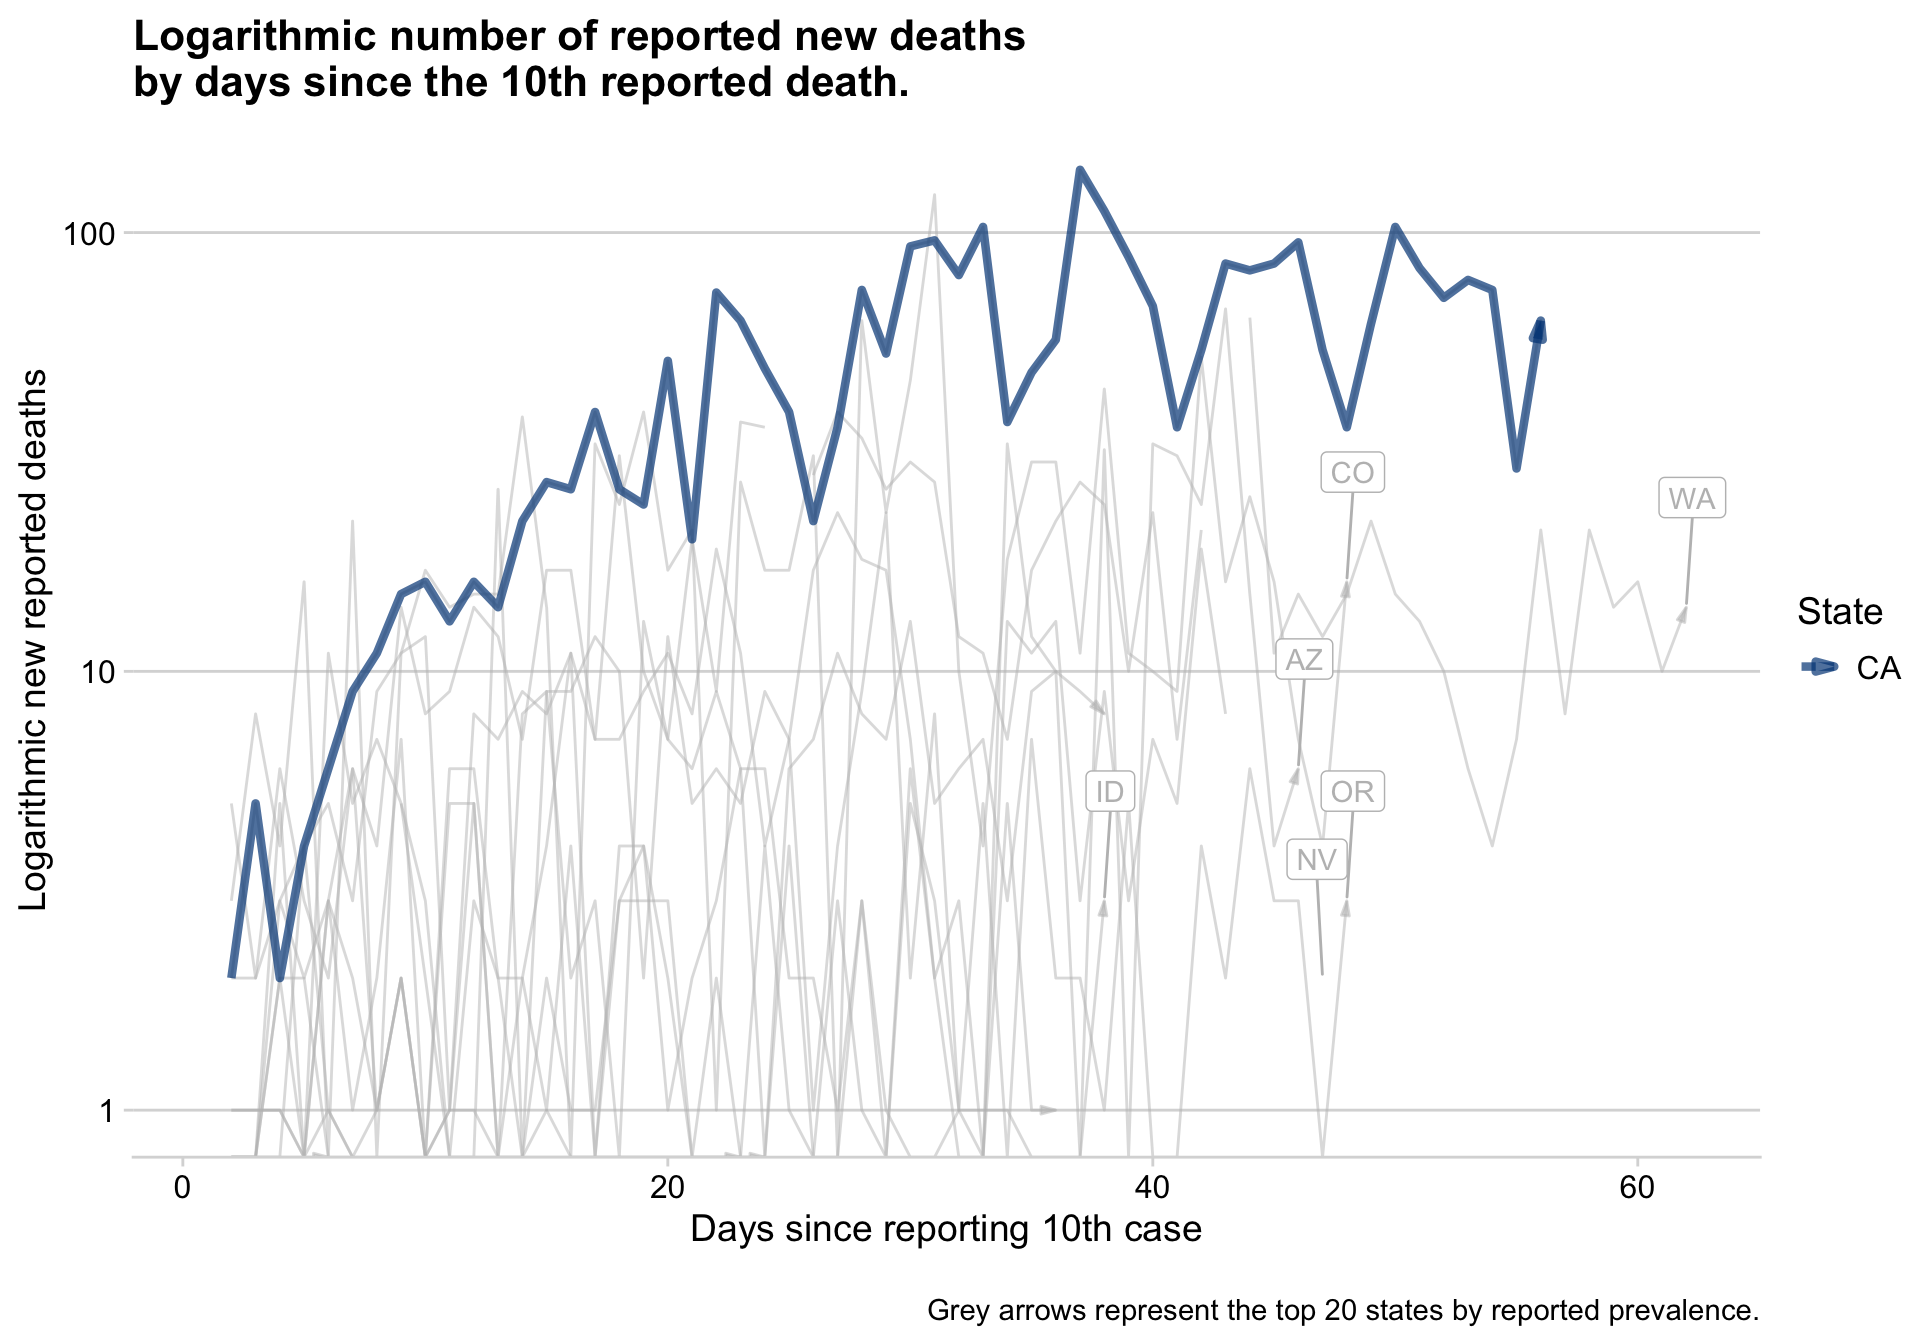 Logarithmic number of reported new deaths
by days since the 10th reported death.
Logarithmic new reported deaths
100
10
1
CO
WA
AZ
ID
OR
NV
State
CA
0
20
40
60
Days since reporting 10th case
Grey arrows represent the top 20 states by reported prevalence.